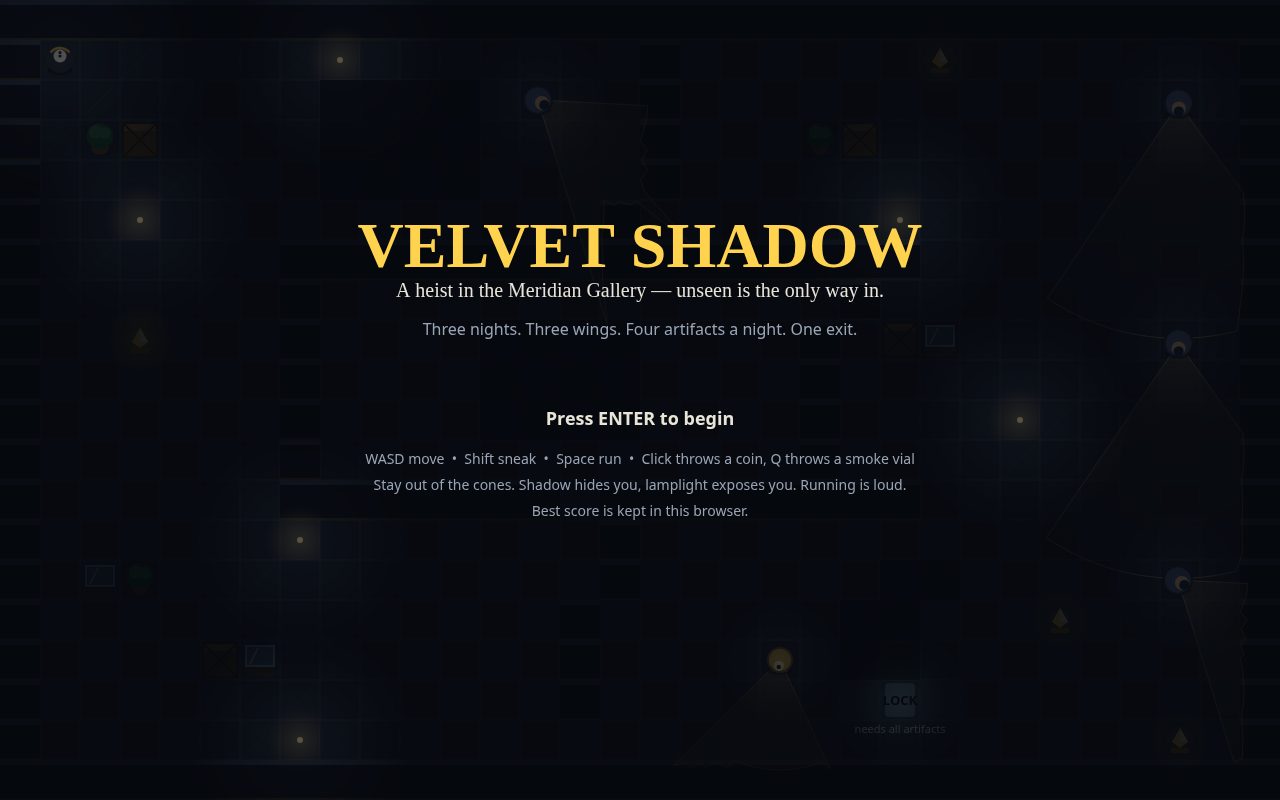 VELVET SHADOW
A heist in the Meridian Gallery — unseen is the only way in.
Three nights. Three wings. Four artifacts a night. One exit.
Press ENTER to begin
WASD move • Shift sneak • Space run • Click throws a coin, Q throws a smoke vial
Stay out of the cones. Shadow hides you, lamplight exposes you. Running is loud.
Best score is kept in this browser.
LOCK
needs all artifacts